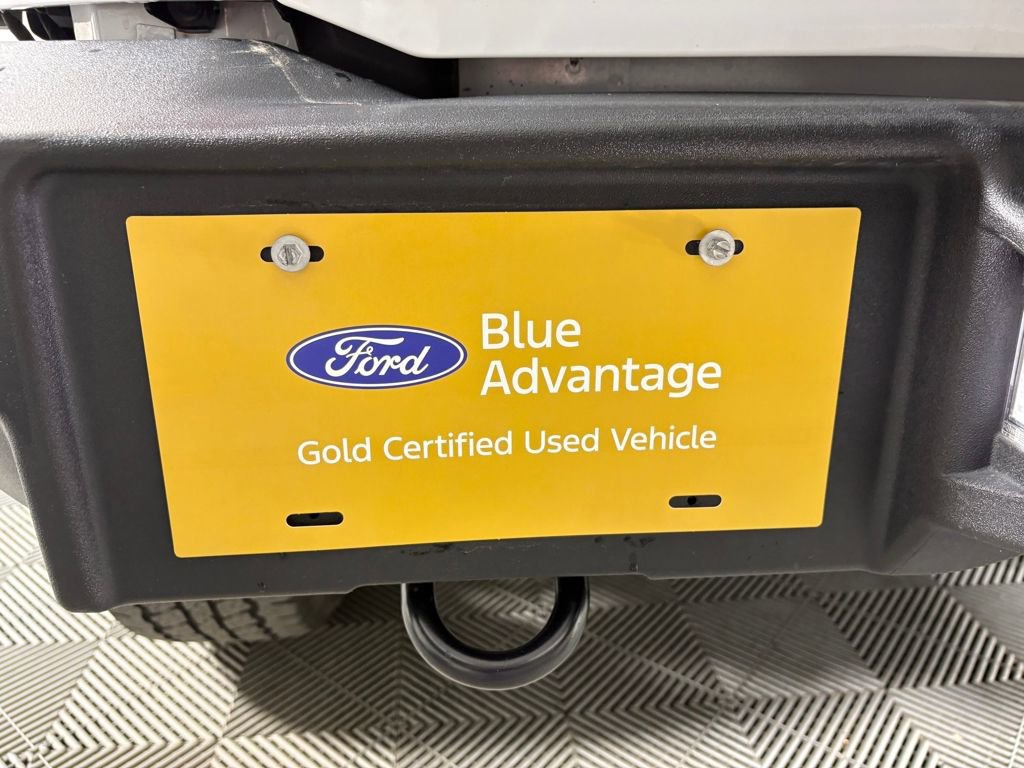 Ford
Blue
Advantage
Gold Certified Used Vehicle